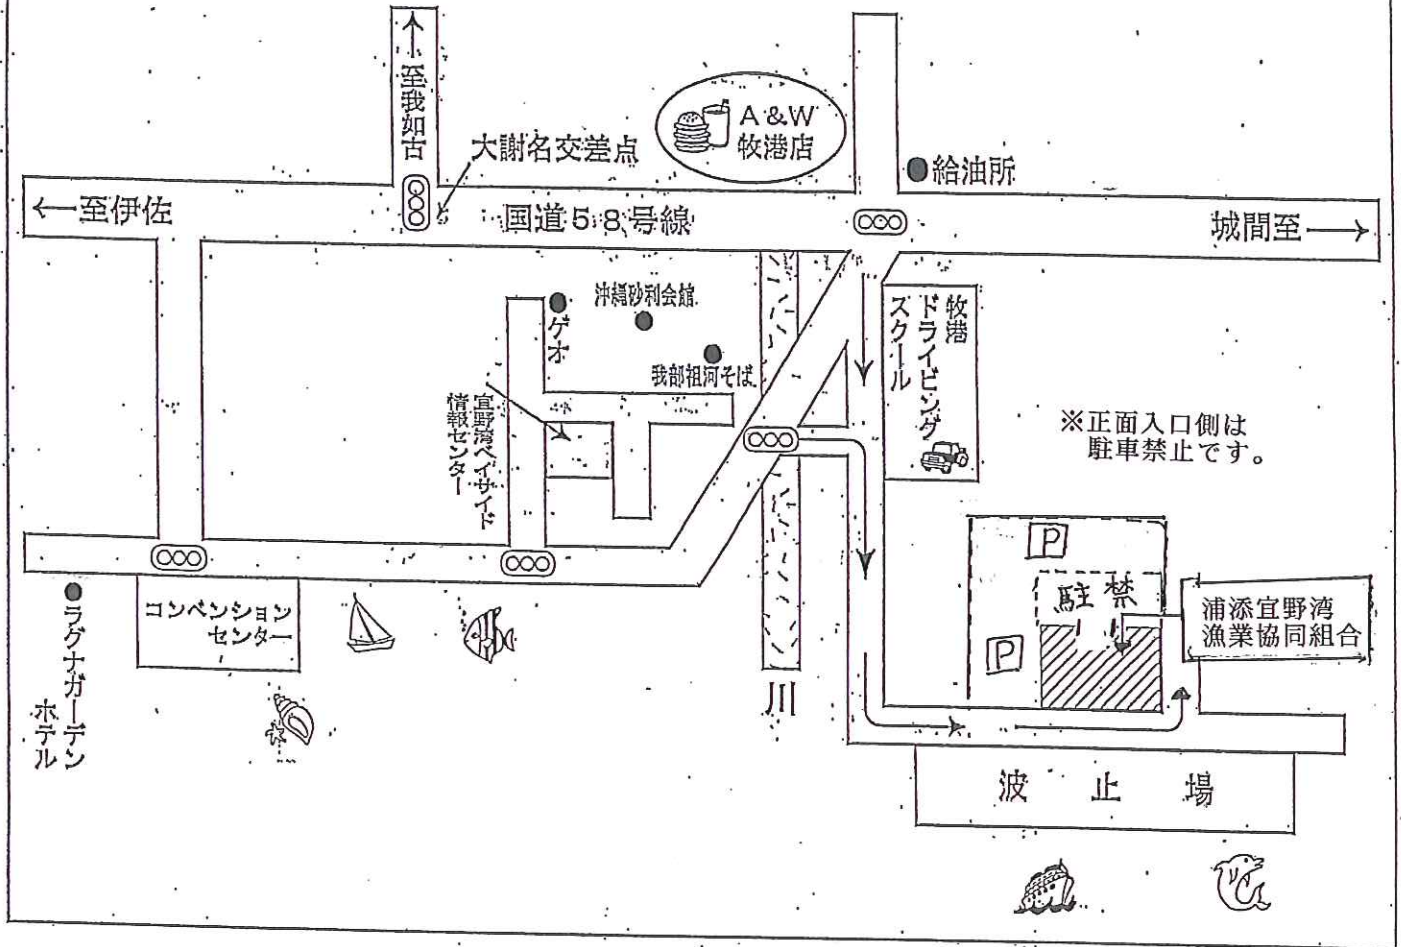 ↑至我如古
大謝名交差点
A&W
牧港店
給油所
←至伊佐
国道58号線
城間至→
ゲオ
沖縄砂利会館
我部祖河そば
宜野湾ベイサイド
情報センター
牧港
ドライビング
スクール
※正面入口側は
駐車禁止です。
P
駐禁
P
浦添宜野湾
漁業協同組合
コンベンション
センター
ラグナガーデン
ホテル
川
波止場